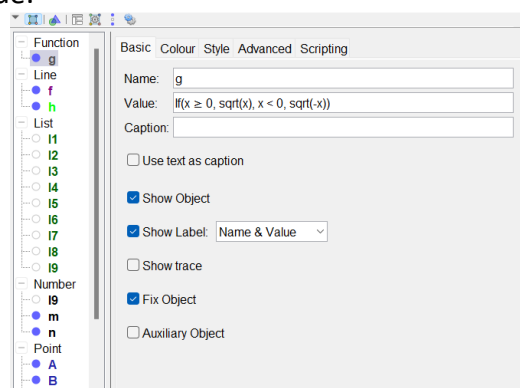 Function
g
Line
f
h
List
l1
l2
l3
l4
l5
l6
l7
l8
l9
Number
l9
m
n
Point
A
B
Basic Colour Style Advanced Scripting
Name: g
Value: If(x ≥ 0, sqrt(x), x < 0, sqrt(-x))
Caption:
Use text as caption
Show Object
Show Label: Name & Value
Show trace
Fix Object
Auxiliary Object